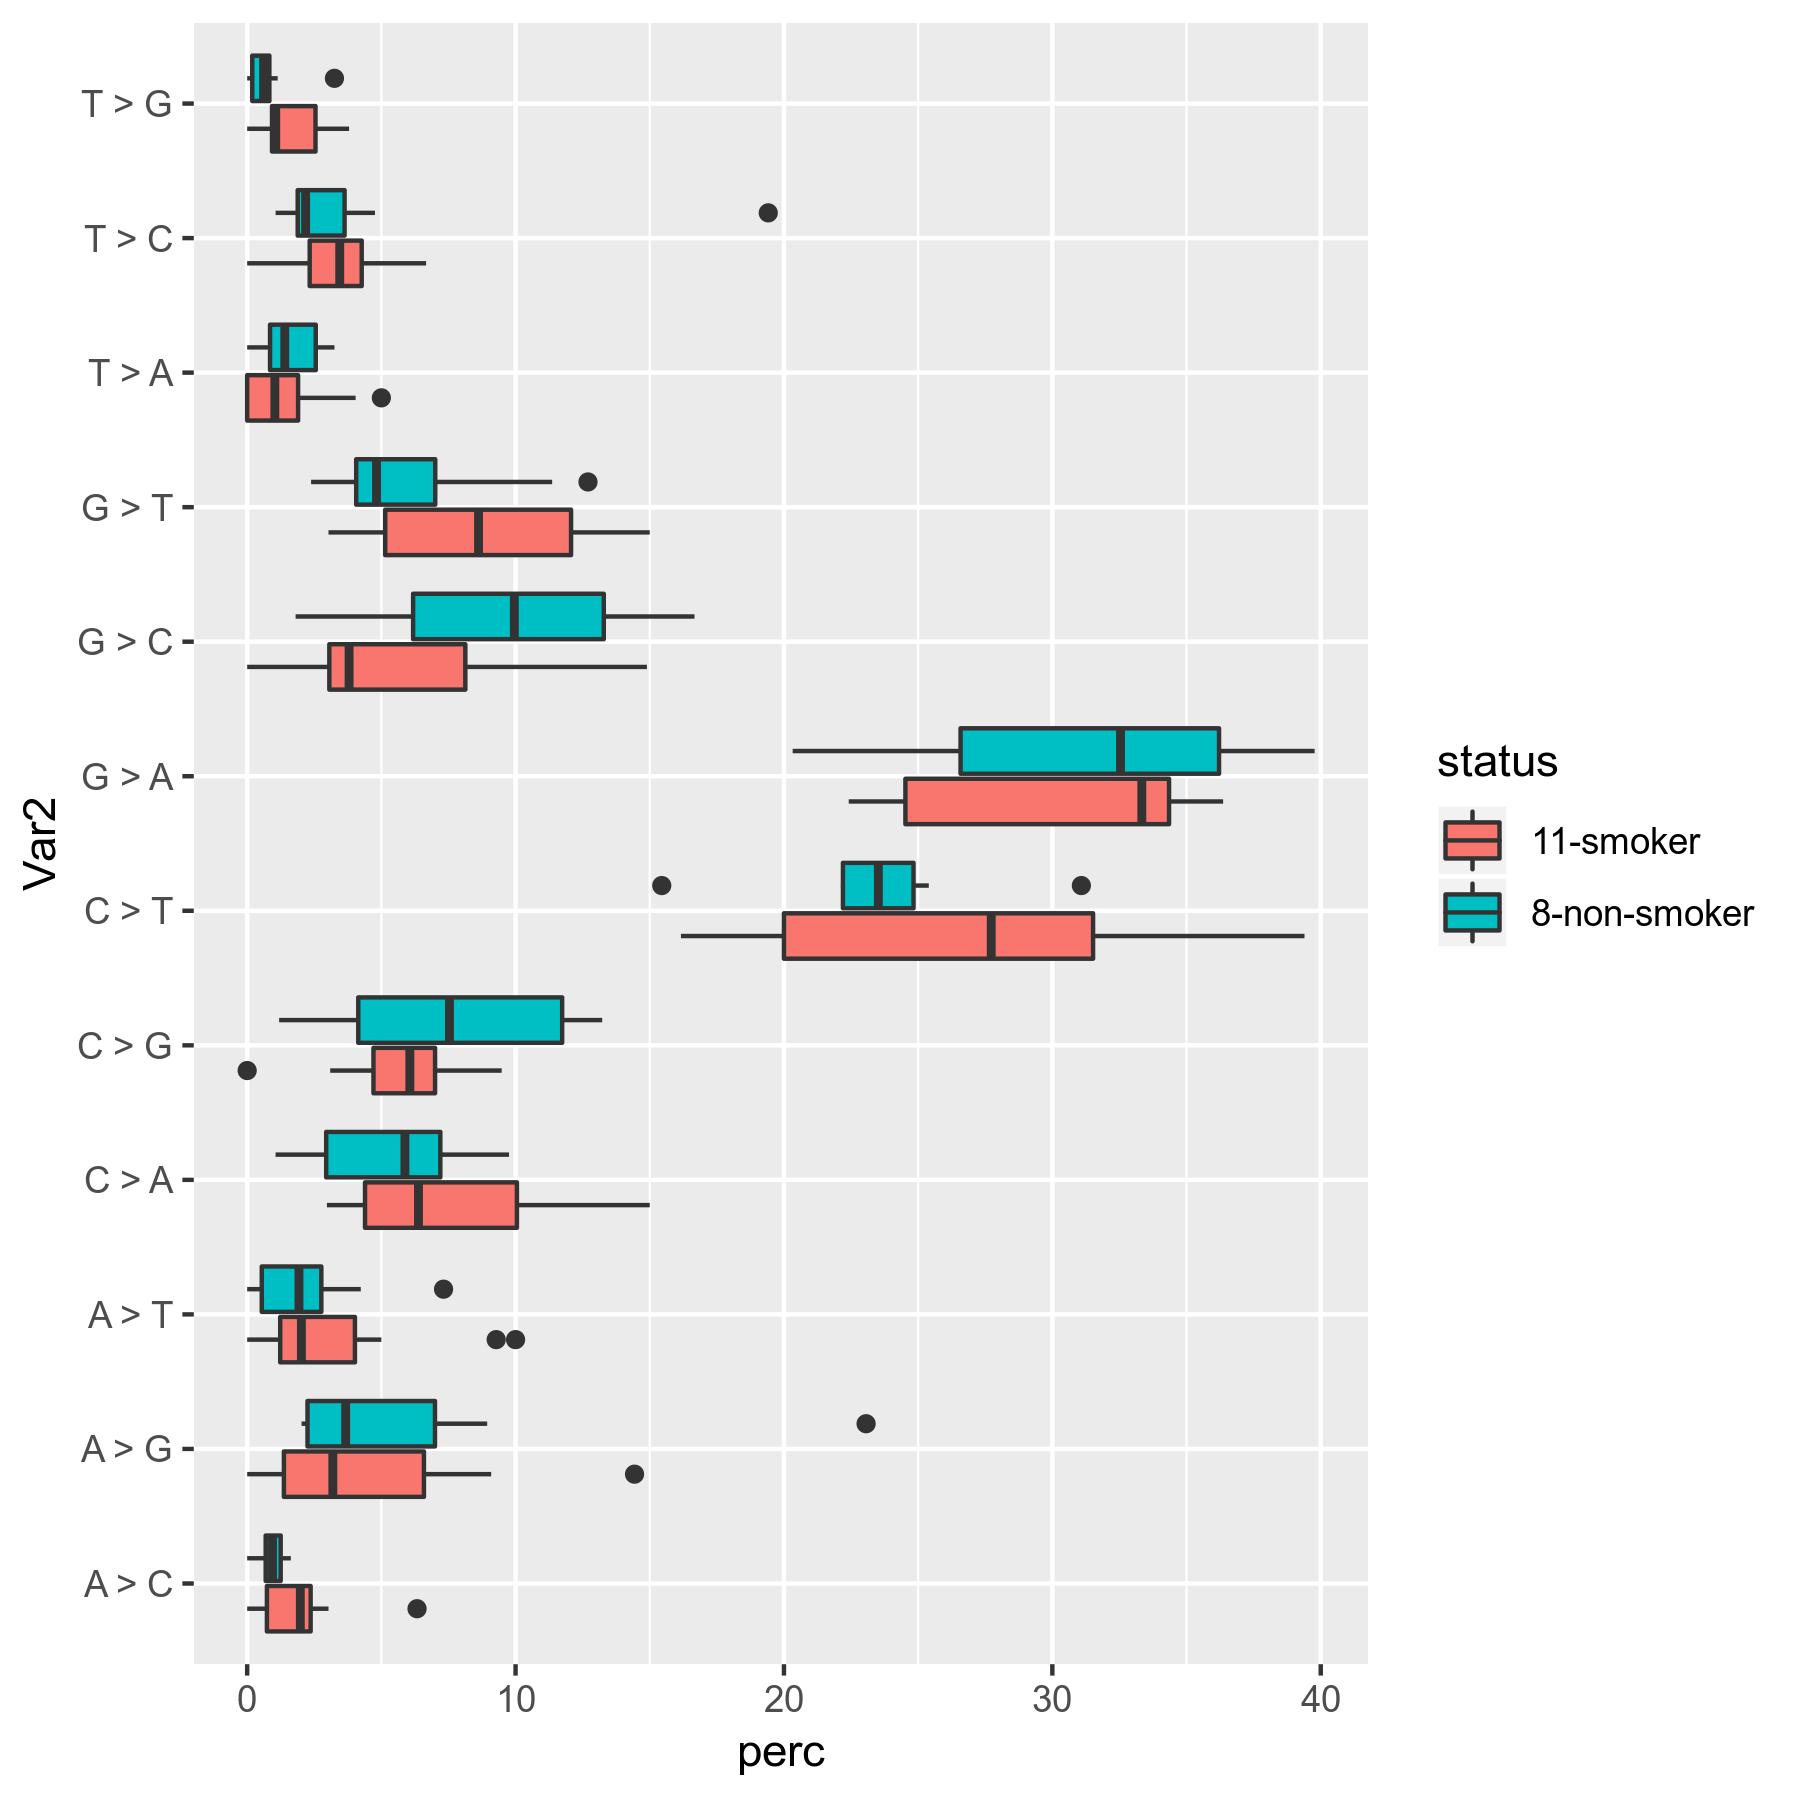 T > G
T > C
T > A
G > T
G > C
G > A
C > T
C > G
C > A
A > T
A > G
A > C
Var2
0 10 20 30 40
perc
status
11-smoker
8-non-smoker